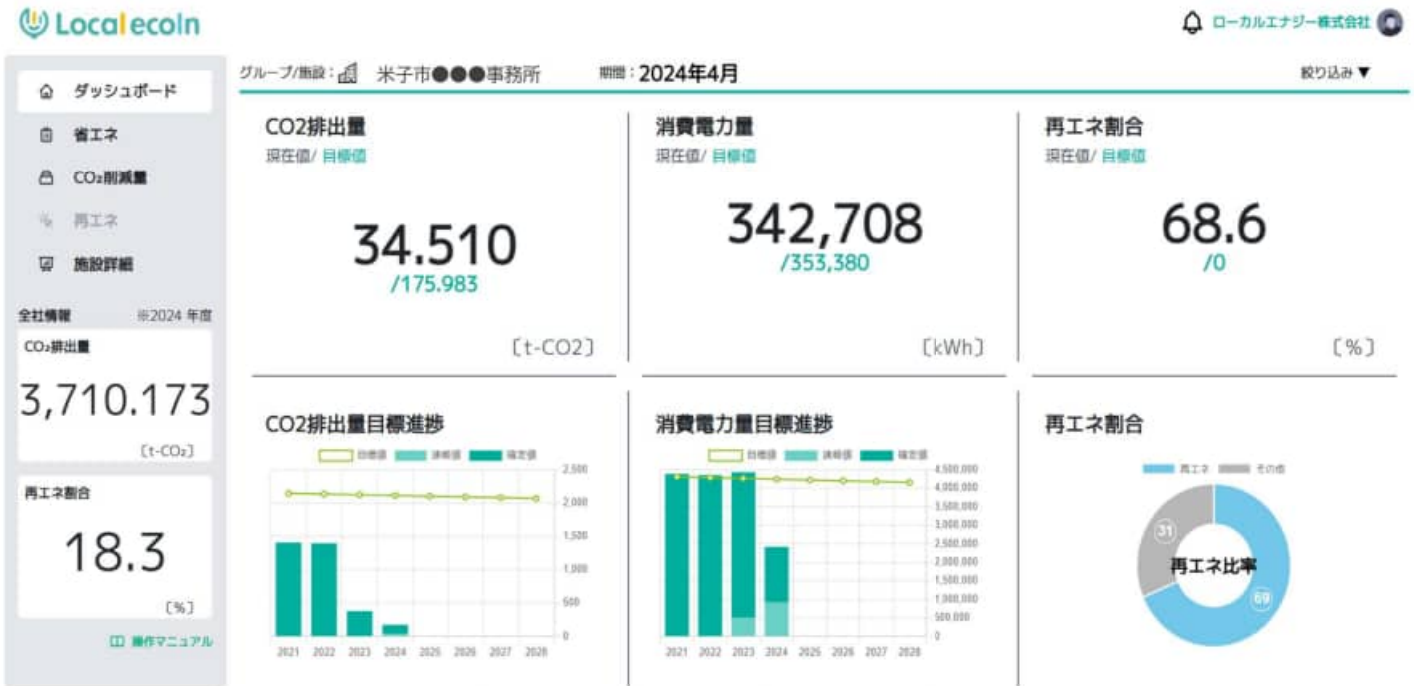 Local ecoIn
ローカルエナジー株式会社
ダッシュボード
省エネ
CO₂削減量
再エネ
施設詳細
全社情報 ※2024 年度
CO₂排出量
3,710.173
〔t-CO₂〕
再エネ割合
18.3
〔%〕
操作マニュアル
グループ/施設: 米子市●●●事務所 期間:2024年4月 絞り込み▼
CO2排出量
現在値/ 目標値
34.510
/175.983
〔t-CO2〕
消費電力量
現在値/ 目標値
342,708
/353,380
〔kWh〕
再エネ割合
現在値/ 目標値
68.6
/0
〔%〕
CO2排出量目標進捗
目標値 速報値 確定値
2,500
2,000
1,500
1,000
500
0
2021 2022 2023 2024 2025 2026 2027 2028
消費電力量目標進捗
目標値 速報値 確定値
4,500,000
4,000,000
3,500,000
3,000,000
2,500,000
2,000,000
1,500,000
1,000,000
500,000
0
2021 2022 2023 2024 2025 2026 2027 2028
再エネ割合
再エネ その他
31
再エネ比率
69